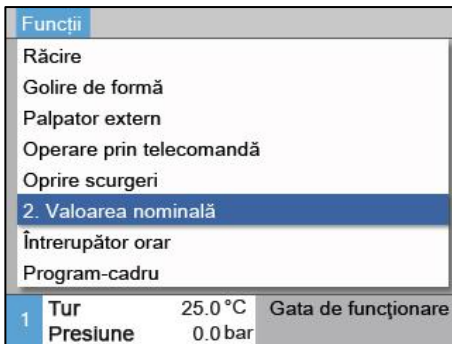 Funcții
Răcire
Golire de formă
Palpator extern
Operare prin telecomandă
Oprire scurgeri
2. Valoarea nominală
Întrerupător orar
Program-cadru
1 Tur 25.0 °C Gata de funcţionare
Presiune 0.0 bar